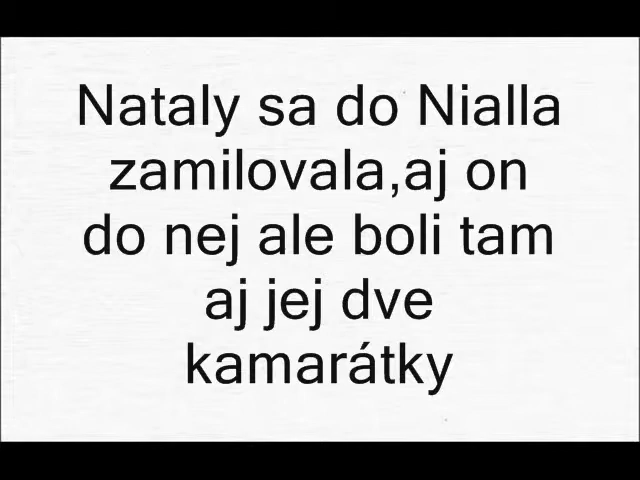 Nataly sa do Nialla
zamilovala,aj on
do nej ale boli tam
aj jej dve
kamarátky